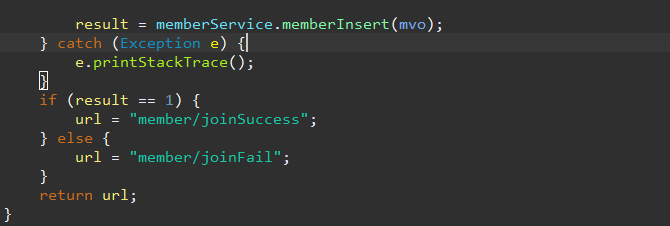 result = memberService.memberInsert(mvo);
} catch (Exception e) {
e.printStackTrace();
}
if (result == 1) {
url = "member/joinSuccess";
} else {
url = "member/joinFail";
}
return url;
}